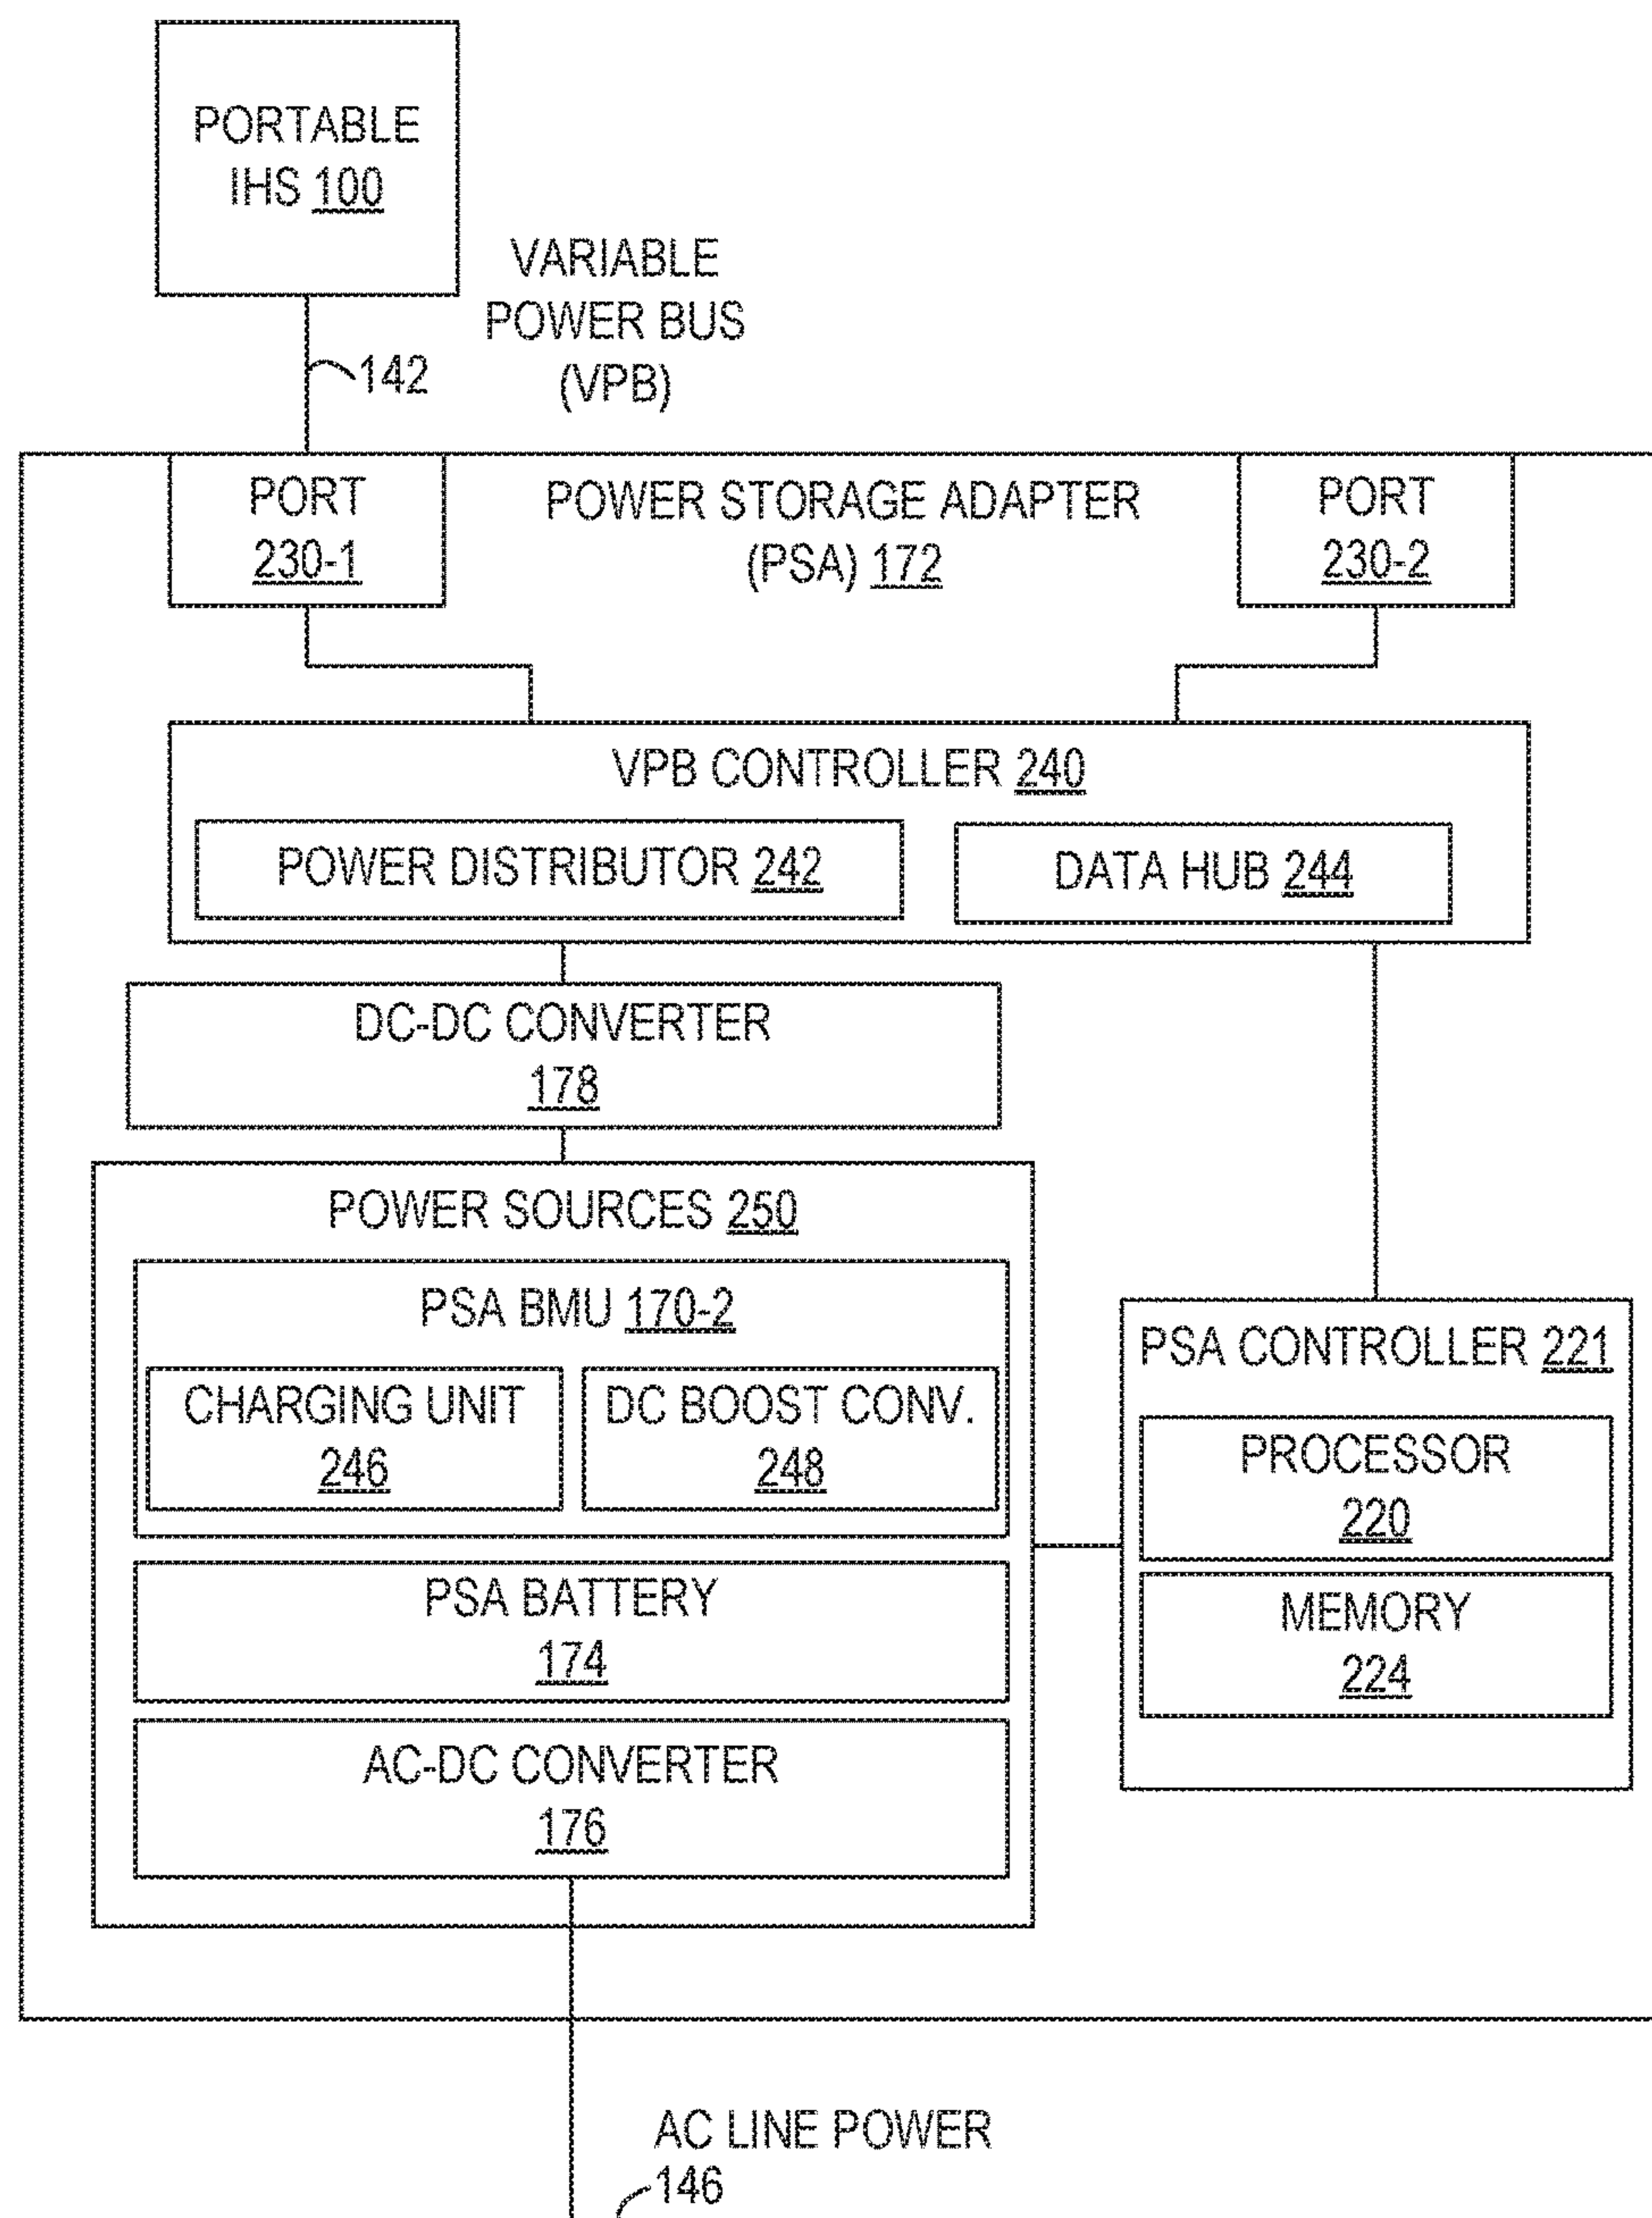 PORTABLE
IHS 100
VARIABLE
POWER BUS
(VPB)
142
PORT
230-1
POWER STORAGE ADAPTER
(PSA) 172
PORT
230-2
VPB CONTROLLER 240
POWER DISTRIBUTOR 242
DATA HUB 244
DC-DC CONVERTER
178
POWER SOURCES 250
PSA BMU 170-2
CHARGING UNIT
246
DC BOOST CONV.
248
PSA CONTROLLER 221
PROCESSOR
220
MEMORY
224
PSA BATTERY
174
AC-DC CONVERTER
176
AC LINE POWER
146